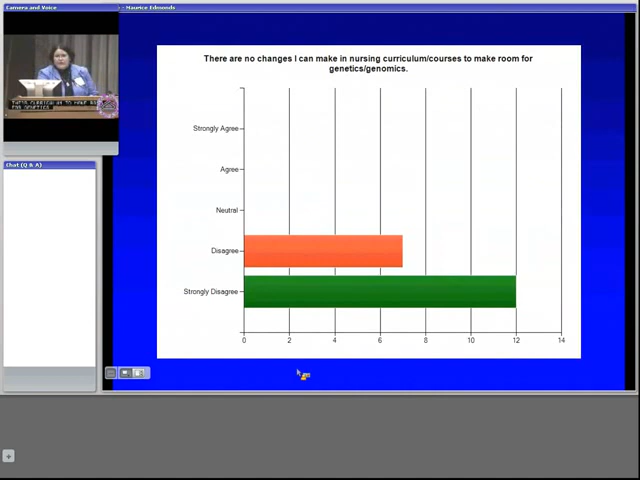 Camera and Voice
- Maurice Edmonds
Chat (Q & A)
There are no changes I can make in nursing curriculum/courses to make room for
genetics/genomics.
Strongly Agree
Agree
Neutral
Disagree
Strongly Disagree
0 2 4 6 8 10 12 14